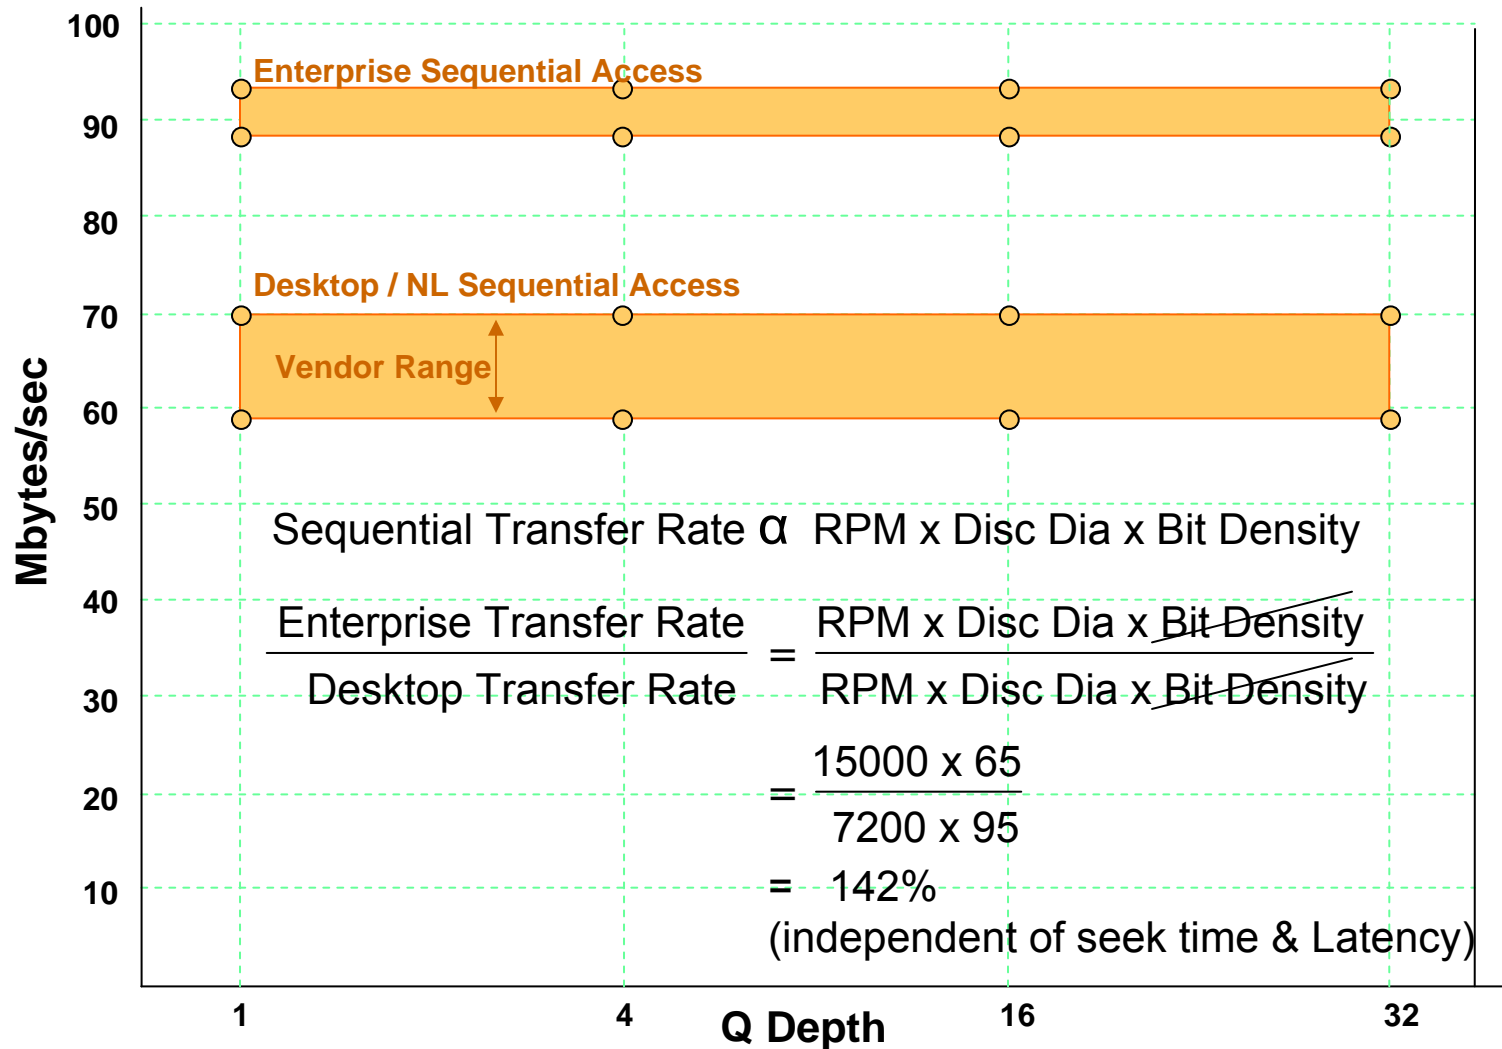 100
Enterprise Sequential Access
90
80
Desktop / NL Sequential Access
70
Vendor Range
60
Mbytes/sec
50
Sequential Transfer Rate α RPM x Disc Dia x Bit Density
40
Enterprise Transfer Rate = RPM x Disc Dia x Bit Density
30
Desktop Transfer Rate RPM x Disc Dia x Bit Density
15000 x 65
=
20
7200 x 95
10
= 142%
(independent of seek time & Latency)
1 4 16 32
Q Depth